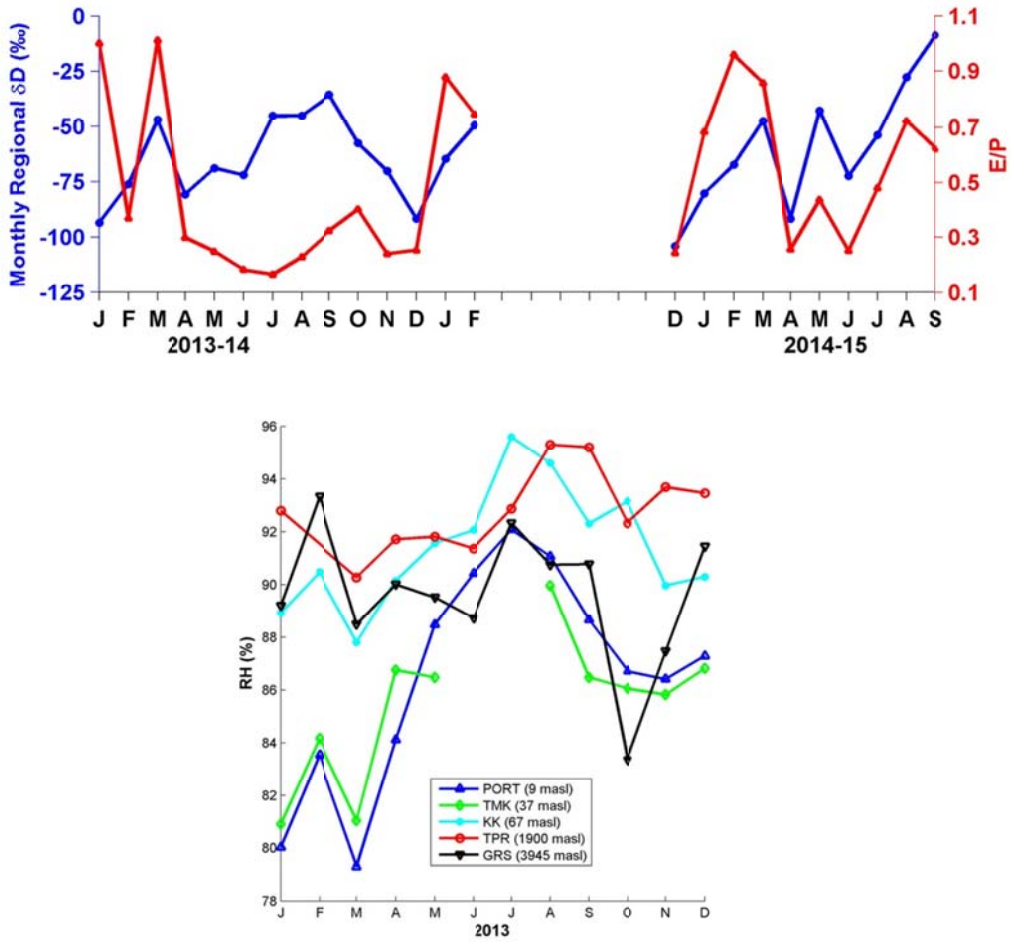 Monthly Regional δD (‰)
0
-25
-50
-75
-100
-125
1.1
0.9
0.7
0.5
0.3
0.1
E/P
J F M A M J J A S O N D J F
D J F M A M J J A S
2013-14
2014-15
RH (%)
96
94
92
90
88
86
84
82
80
78
PORT (9 masl)
TMK (37 masl)
KK (67 masl)
TPR (1900 masl)
GRS (3945 masl)
J F M A M J J A S O N D
2013